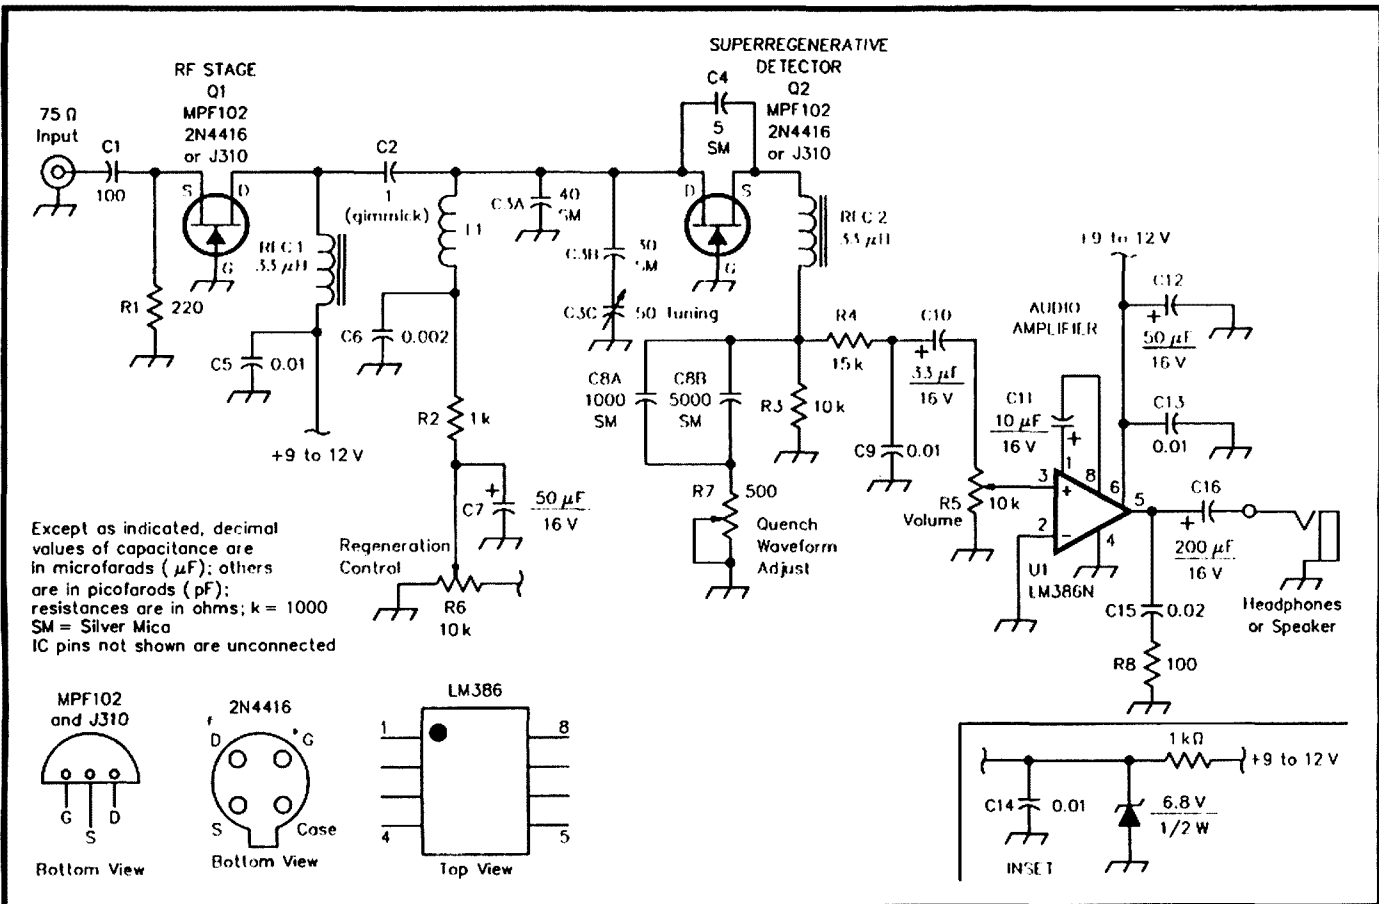 SUPERREGENERATIVE
DETECTOR
Q2
MPF102
2N4416
or J310
RF STAGE
Q1
MPF102
2N4416
or J310
75 Ω
Input
C1
100
S
D
G
R1
220
RFC 1
33 μH
C5
0.01
+9 to 12 V
C2
1
(gimmick)
L1
C6
0.002
R2
1k
C7
+
50 μF
16 V
Regeneration
Control
R6
10k
C3A
40
SM
C3B
30
SM
C3C
50 Tuning
C4
5
SM
D
S
G
RFC 2
33 μH
C8A
1000
SM
C8B
5000
SM
R3
10k
R7
500
Quench
Waveform
Adjust
R4
15k
C9
0.01
C10
+
33 μF
16 V
R5
10k
Volume
AUDIO
AMPLIFIER
C11
10 μF
16 V
+
+9 to 12 V
C12
+
50 μF
16 V
C13
0.01
1
8
6
3
+
2
−
5
4
U1
LM386N
C16
+
200 μF
16 V
C15
0.02
R8
100
Headphones
or Speaker
Except as indicated, decimal
values of capacitance are
in microfarads (μF); others
are in picofarads (pF);
resistances are in ohms; k = 1000
SM = Silver Mica
IC pins not shown are unconnected
MPF102
and J310
G
S
D
Bottom View
2N4416
D
G
S
Case
Bottom View
LM386
1
8
4
5
Top View
1 kΩ
+9 to 12 V
C14
0.01
6.8 V
1/2 W
INSET